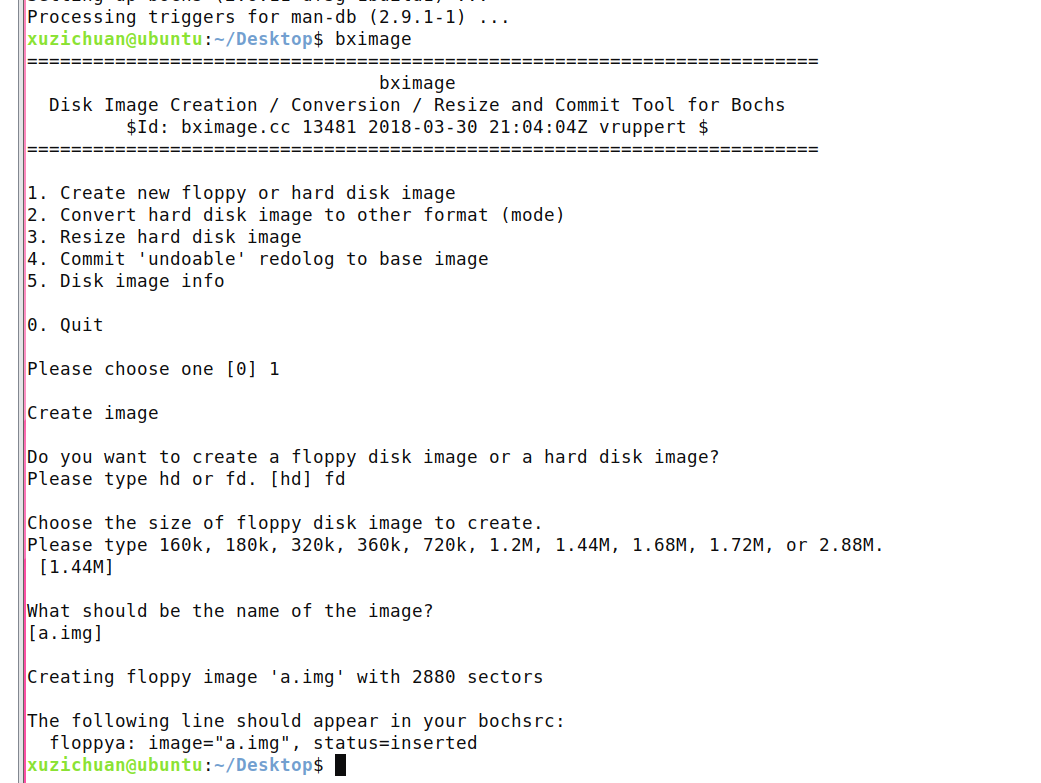 Processing triggers for man-db (2.9.1-1) ...
xuzichuan@ubuntu:~/Desktop$ bximage
========================================================================
bximage
Disk Image Creation / Conversion / Resize and Commit Tool for Bochs
$Id: bximage.cc 13481 2018-03-30 21:04:04Z vruppert $
========================================================================
1. Create new floppy or hard disk image
2. Convert hard disk image to other format (mode)
3. Resize hard disk image
4. Commit 'undoable' redolog to base image
5. Disk image info
0. Quit
Please choose one [0] 1
Create image
Do you want to create a floppy disk image or a hard disk image?
Please type hd or fd. [hd] fd
Choose the size of floppy disk image to create.
Please type 160k, 180k, 320k, 360k, 720k, 1.2M, 1.44M, 1.68M, 1.72M, or 2.88M.
[1.44M]
What should be the name of the image?
[a.img]
Creating floppy image 'a.img' with 2880 sectors
The following line should appear in your bochsrc:
floppya: image="a.img", status=inserted
xuzichuan@ubuntu:~/Desktop$